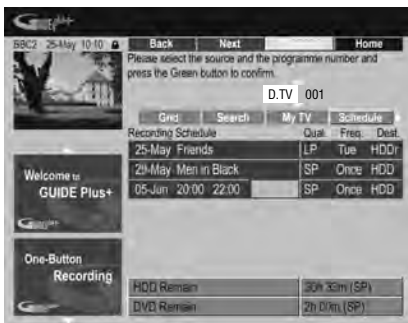 GUIDE Plus+
BBC2 25-May 10:10
Back Next Home
Please select the source and the programme number and
press the Green button to confirm.
D.TV 001
Grid Search My TV Schedule
Recording Schedule Qual. Freq. Dest.
25-May Friends LP Tue HDDr
29-May Men in Black SP Once HDD
05-Jun 20:00 22:00 SP Once HDD
Welcome to
GUIDE Plus+
One-Button
Recording
HDD Remain 30h 33m (SP)
DVD Remain (SP)